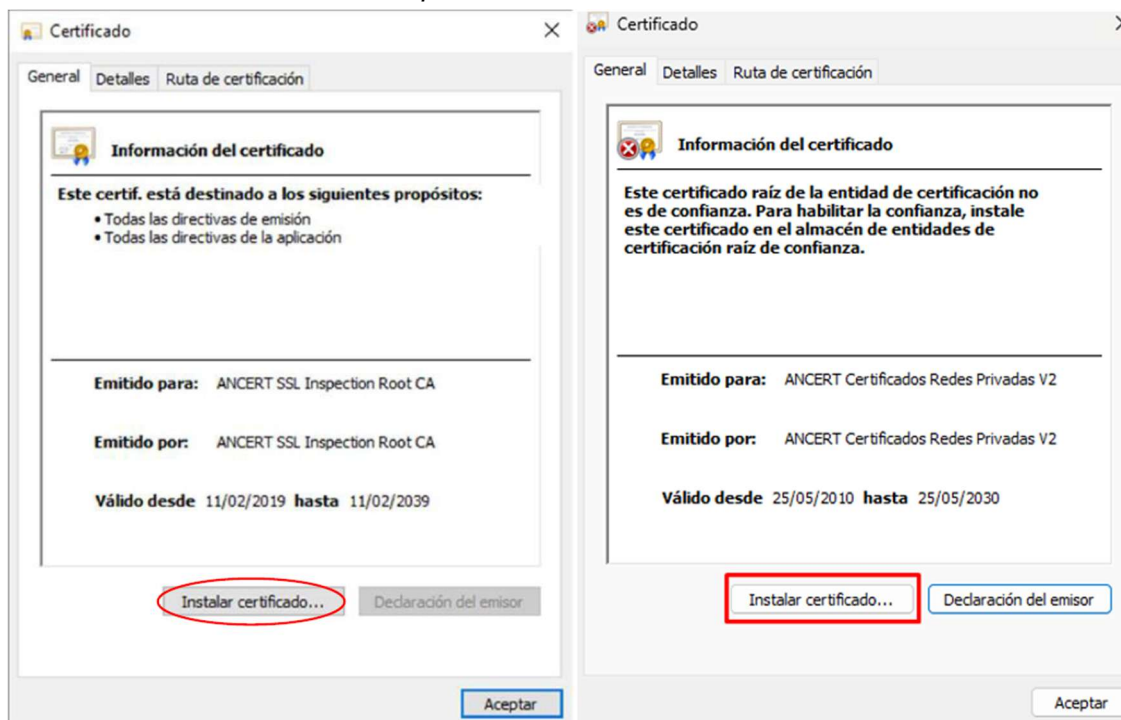 Certificado
General Detalles Ruta de certificación
Información del certificado
Este certif. está destinado a los siguientes propósitos:
• Todas las directivas de emisión
• Todas las directivas de la aplicación
Emitido para: ANCERT SSL Inspection Root CA
Emitido por: ANCERT SSL Inspection Root CA
Válido desde 11/02/2019 hasta 11/02/2039
Instalar certificado... Declaración del emisor
Aceptar
Certificado
General Detalles Ruta de certificación
Información del certificado
Este certificado raíz de la entidad de certificación no
es de confianza. Para habilitar la confianza, instale
este certificado en el almacén de entidades de
certificación raíz de confianza.
Emitido para: ANCERT Certificados Redes Privadas V2
Emitido por: ANCERT Certificados Redes Privadas V2
Válido desde 25/05/2010 hasta 25/05/2030
Instalar certificado... Declaración del emisor
Aceptar